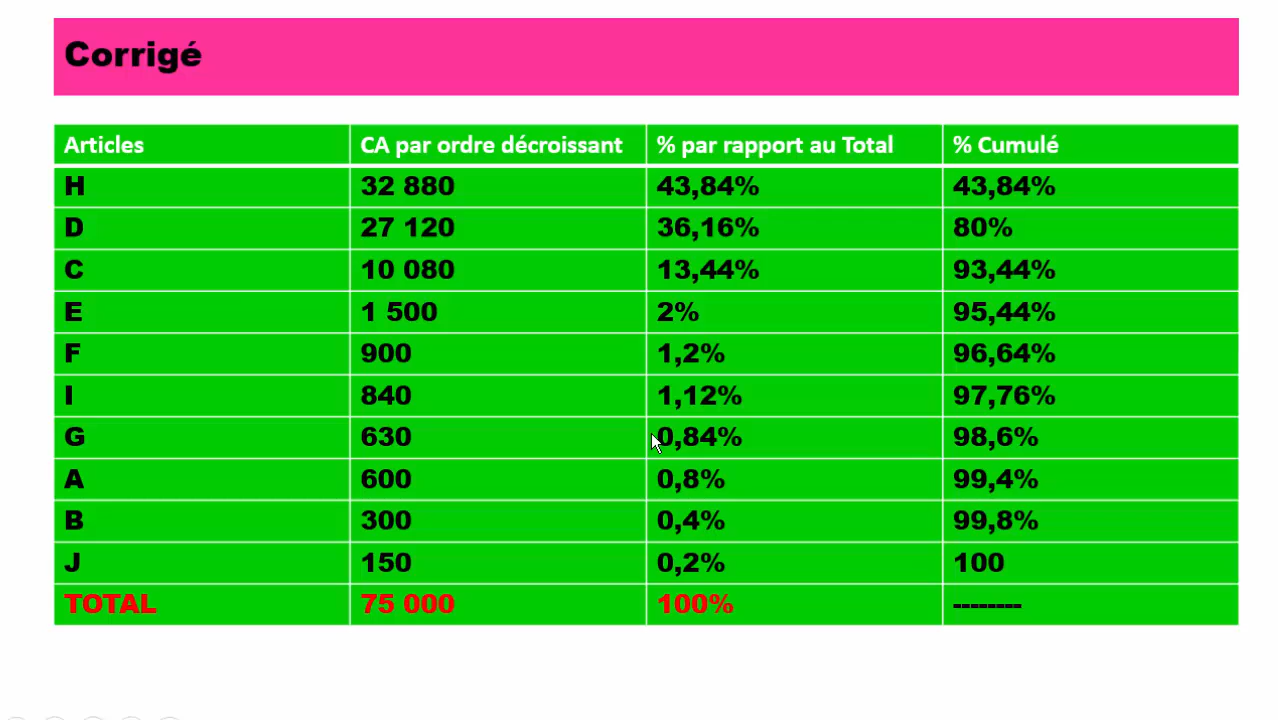 Corrigé
Articles CA par ordre décroissant % par rapport au Total % Cumulé
H 32 880 43,84% 43,84%
D 27 120 36,16% 80%
C 10 080 13,44% 93,44%
E 1 500 2% 95,44%
F 900 1,2% 96,64%
I 840 1,12% 97,76%
G 630 0,84% 98,6%
A 600 0,8% 99,4%
B 300 0,4% 99,8%
J 150 0,2% 100
TOTAL 75 000 100% --------